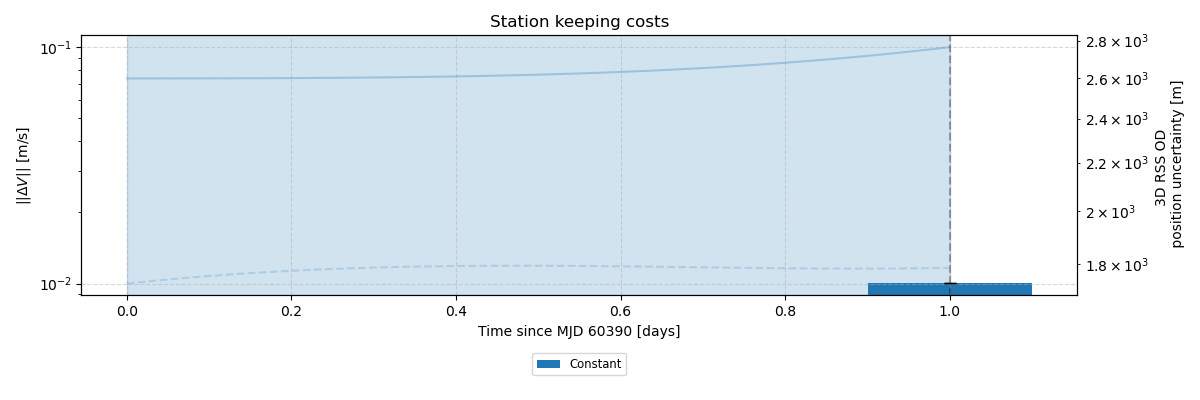 Station keeping costs
10⁻¹
10⁻²
||ΔV|| [m/s]
2.8 × 10³
2.6 × 10³
2.4 × 10³
2.2 × 10³
2 × 10³
1.8 × 10³
3D RSS OD
position uncertainty [m]
0.0 0.2 0.4 0.6 0.8 1.0
Time since MJD 60390 [days]
Constant